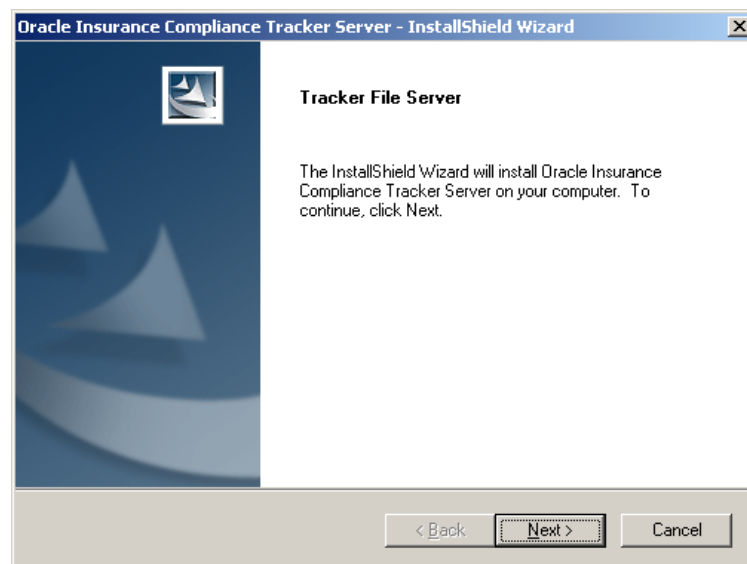 Oracle Insurance Compliance Tracker Server - InstallShield Wizard
Tracker File Server
The InstallShield Wizard will install Oracle Insurance
Compliance Tracker Server on your computer. To
continue, click Next.
< Back Next > Cancel